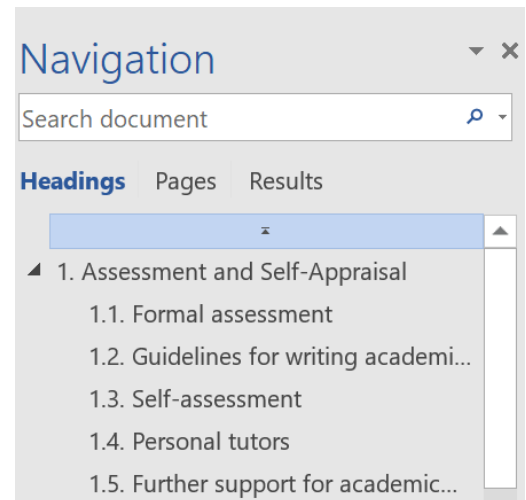 Navigation
Search document
Headings Pages Results
1. Assessment and Self-Appraisal
1.1. Formal assessment
1.2. Guidelines for writing academi...
1.3. Self-assessment
1.4. Personal tutors
1.5. Further support for academic...